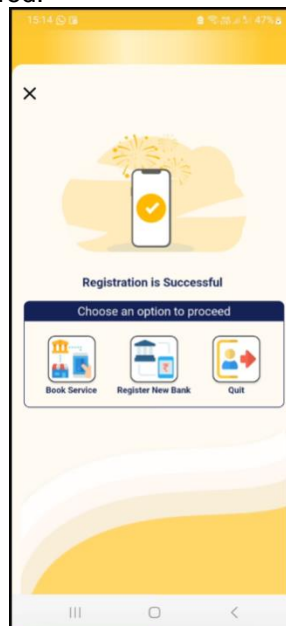 15:14 47%
Registration is Successful
Choose an option to proceed
Book Service Register New Bank Quit